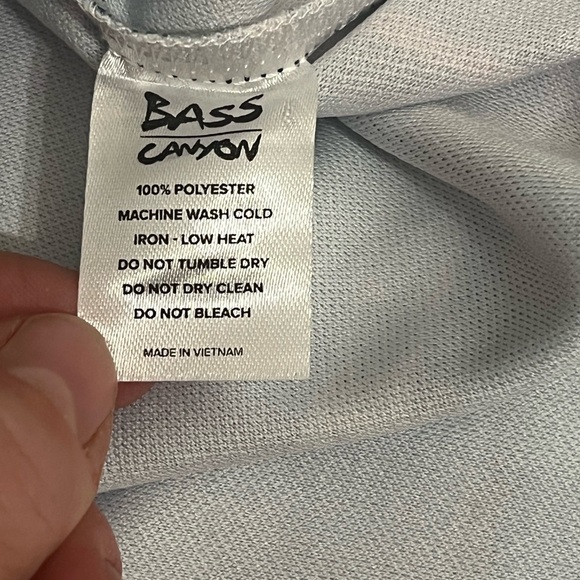 BASS
CANYON
100% POLYESTER
MACHINE WASH COLD
IRON - LOW HEAT
DO NOT TUMBLE DRY
DO NOT DRY CLEAN
DO NOT BLEACH
MADE IN VIETNAM